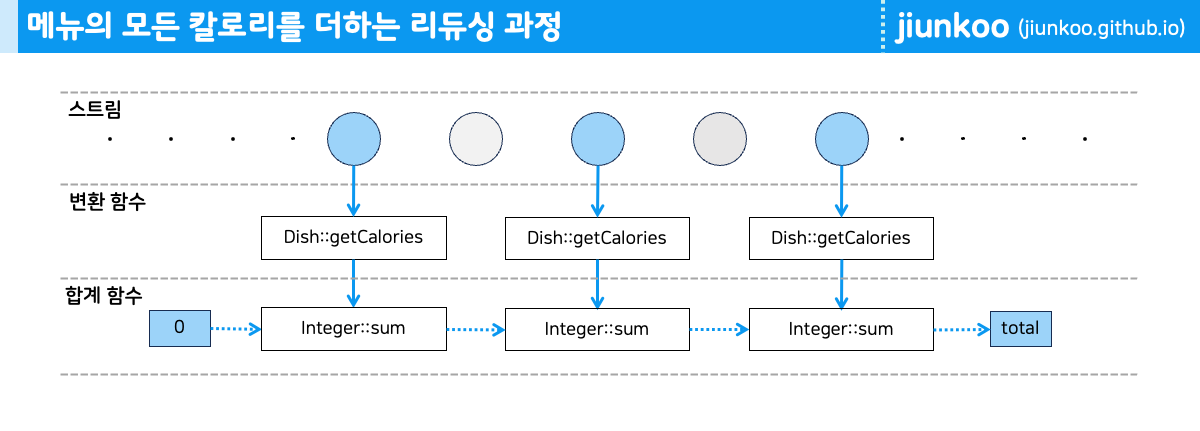 메뉴의 모든 칼로리를 더하는 리듀싱 과정
jiunkoo (jiunkoo.github.io)
스트림
변환 함수
Dish::getCalories Dish::getCalories Dish::getCalories
합계 함수
0 Integer::sum Integer::sum Integer::sum total